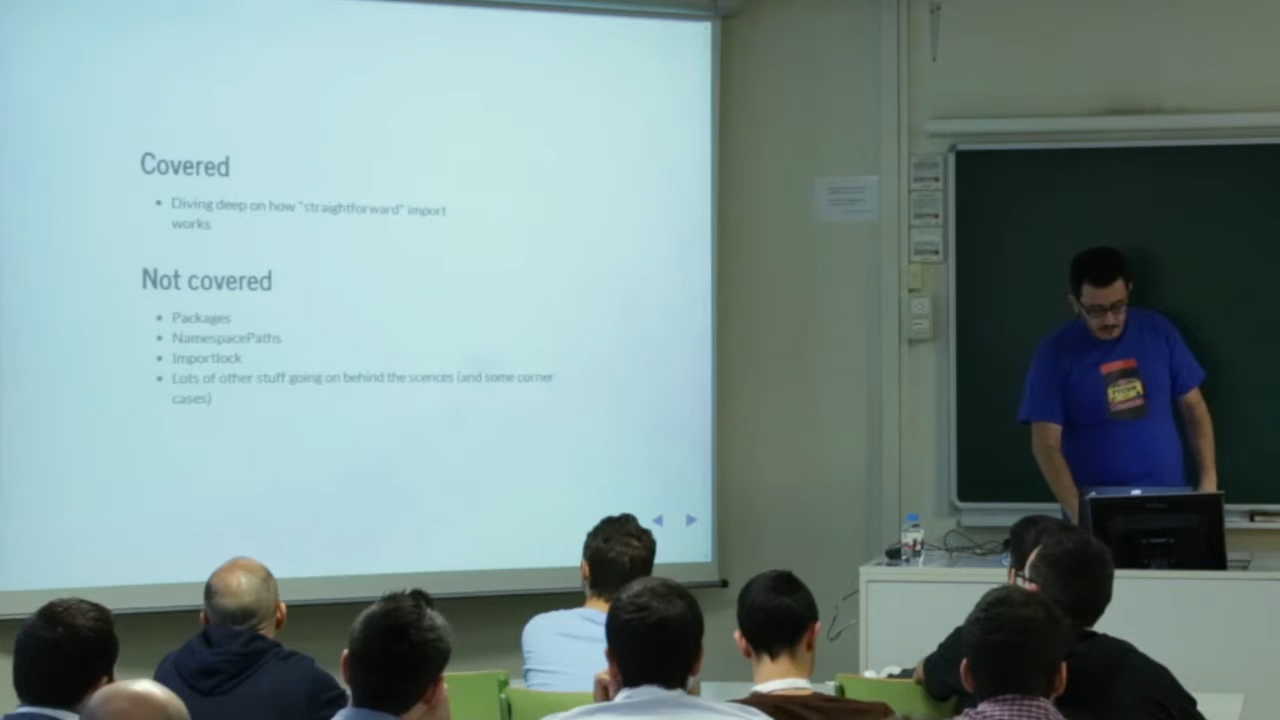 Covered
• Diving deep on how "straightforward" import
works
Not covered
• Packages
• NamespacePaths
• Importlock
• Lots of other stuff going on behind the scences (and some corner
cases)